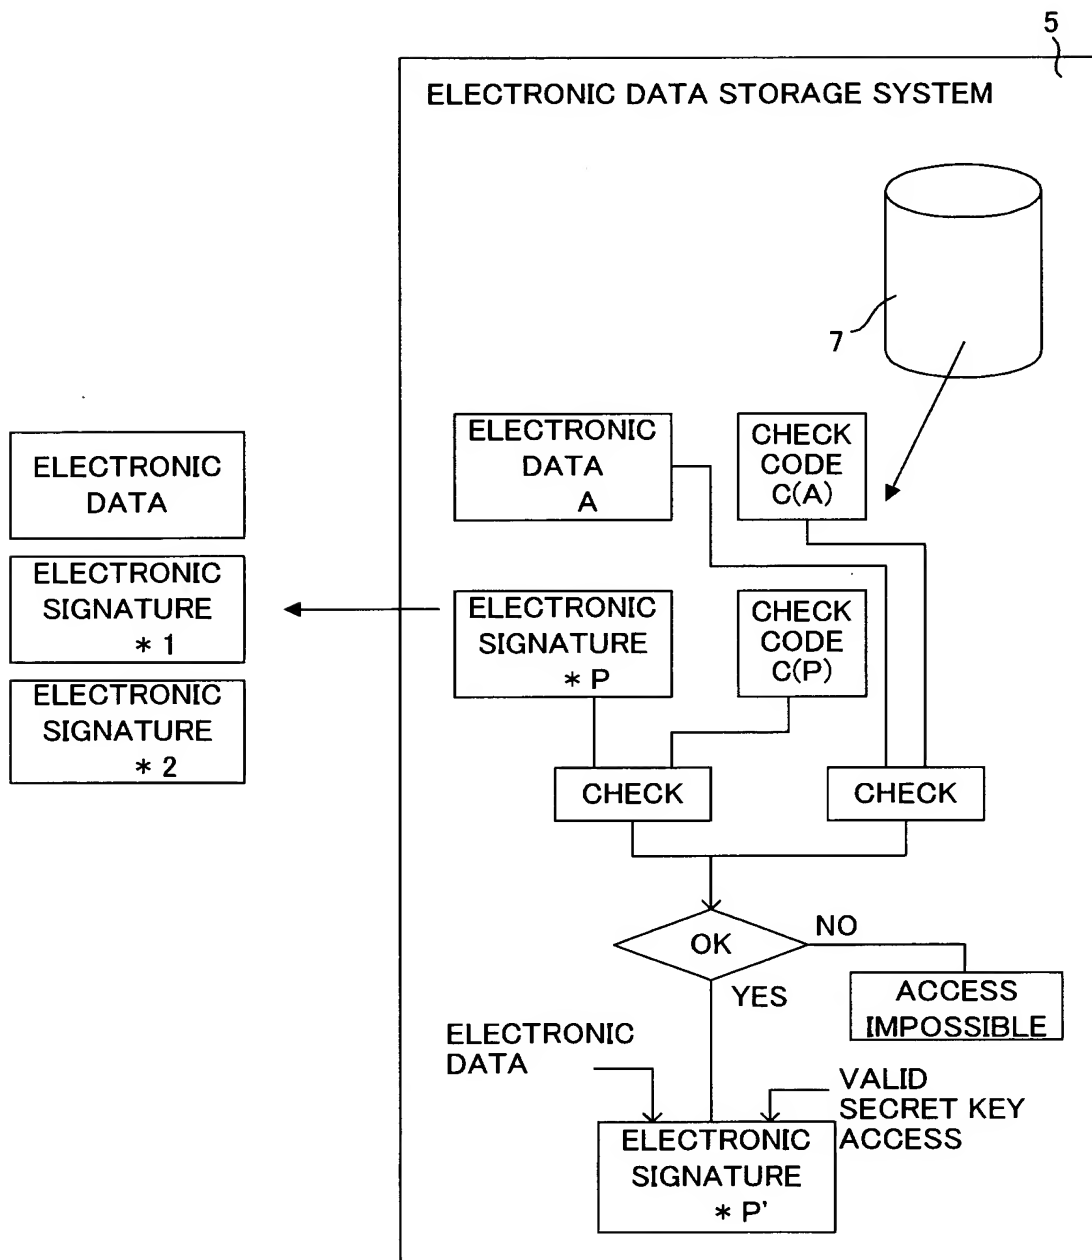 5
ELECTRONIC DATA STORAGE SYSTEM
7
ELECTRONIC
DATA
A
CHECK
CODE
C(A)
ELECTRONIC
DATA
ELECTRONIC
SIGNATURE
* 1
ELECTRONIC
SIGNATURE
* 2
ELECTRONIC
SIGNATURE
* P
CHECK
CODE
C(P)
CHECK
CHECK
OK
NO
YES
ACCESS
IMPOSSIBLE
ELECTRONIC
DATA
VALID
SECRET KEY
ACCESS
ELECTRONIC
SIGNATURE
* P'